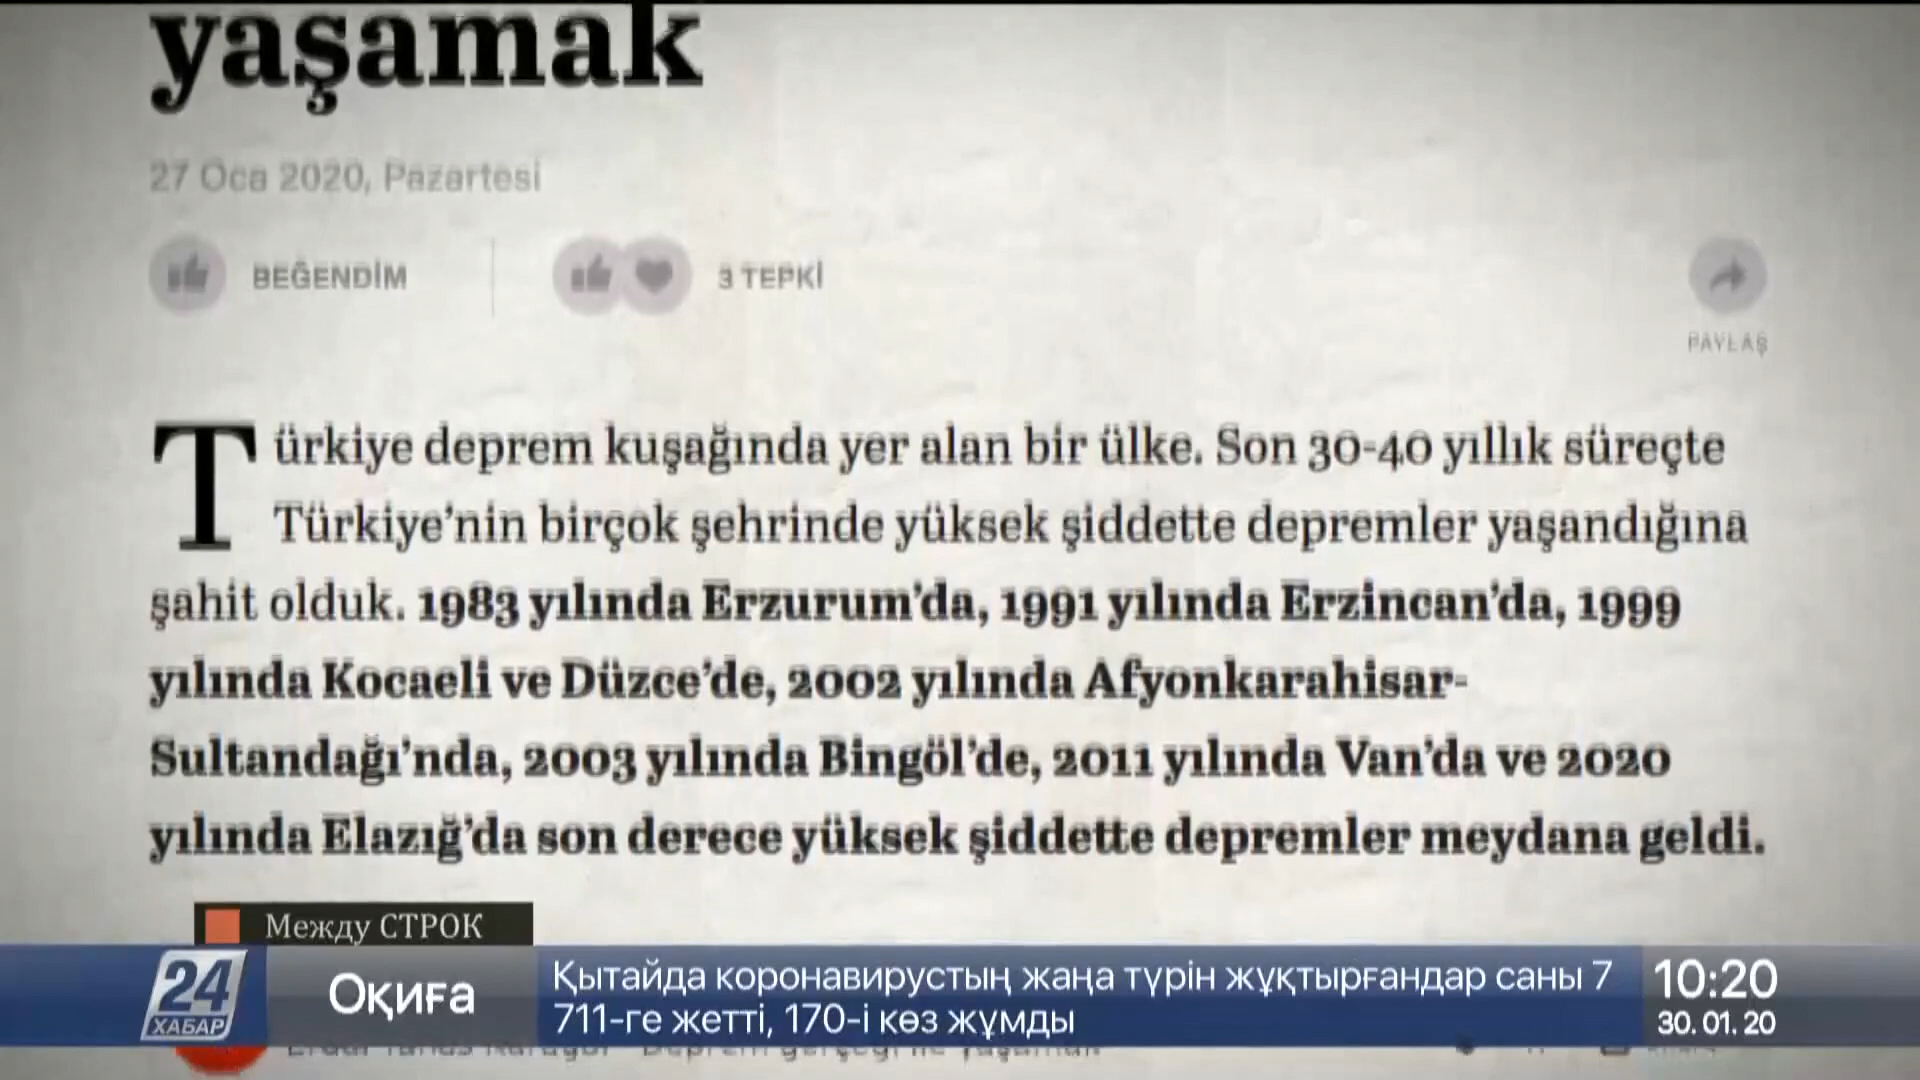 yaşamak
27 Oca 2020, Pazartesi
BEĞENDİM
3 TEPKİ
PAYLAŞ
Türkiye deprem kuşağında yer alan bir ülke. Son 30-40 yıllık süreçte
Türkiye'nin birçok şehrinde yüksek şiddette depremler yaşandığına
şahit olduk. 1983 yılında Erzurum'da, 1991 yılında Erzincan'da, 1999
yılında Kocaeli ve Düzce'de, 2002 yılında Afyonkarahisar-
Sultandağı'nda, 2003 yılında Bingöl'de, 2011 yılında Van'da ve 2020
yılında Elazığ'da son derece yüksek şiddette depremler meydana geldi.
Между СТРОК
24
ХАБАР
Оқиға
Қытайда коронавирустың жаңа түрін жұқтырғандар саны 7
711-ге жетті, 170-і көз жұмды
10:20
30. 01. 20